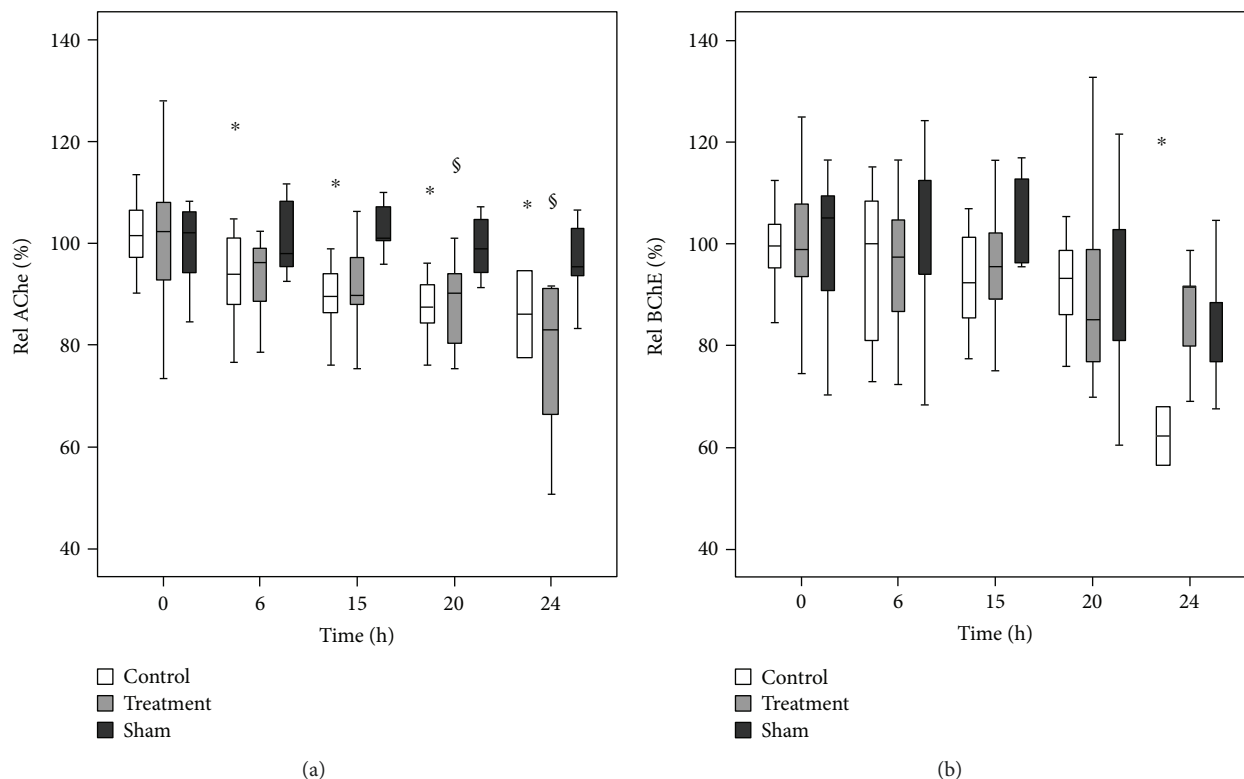 140
120
100
80
60
40
Rel AChe (%)
*
*
*
§
*
§
0 6 15 20 24
Time (h)
Control
Treatment
Sham
(a)
140
120
100
80
60
40
Rel BChE (%)
*
0 6 15 20 24
Time (h)
Control
Treatment
Sham
(b)